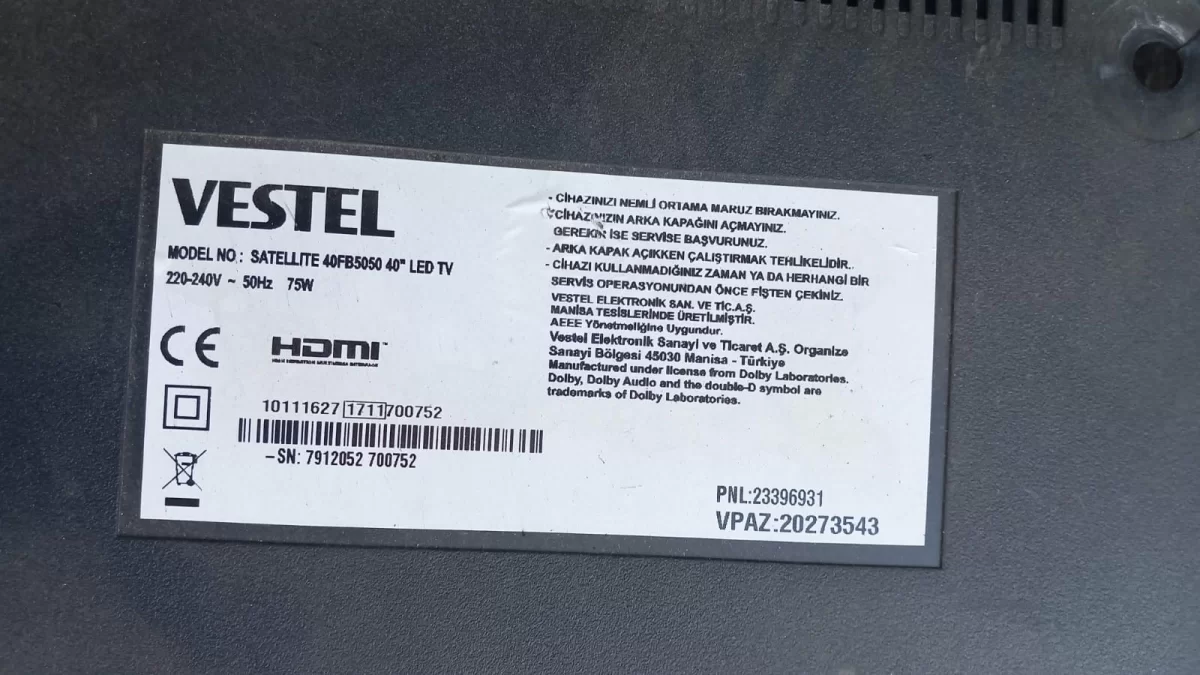 VESTEL
MODEL NO.: SATELLITE 40FB5050 40" LED TV
220-240V ~ 50Hz 75W
CE
HDMI
HIGH DEFINITION MULTIMEDIA INTERFACE
10111627 1711 700752
-SN: 7912052 700752
- CİHAZINIZI NEMLİ ORTAMA MARUZ BIRAKMAYINIZ.
CİHAZINIZIN ARKA KAPAĞINI AÇMAYINIZ.
GEREKİR İSE SERVİSE BAŞVURUNUZ.
- ARKA KAPAK AÇIKKEN ÇALIŞTIRMAK TEHLİKELİDİR.
- CİHAZI KULLANMADIĞINIZ ZAMAN YA DA HERHANGİ BİR
SERVİS OPERASYONUNDAN ÖNCE FİŞTEN ÇEKİNİZ.
VESTEL ELEKTRONİK SAN. VE TİC.A.Ş.
MANİSA TESİSLERİNDE ÜRETİLMİŞTİR.
AEEE Yönetmeliğine Uygundur.
Vestel Elektronik Sanayi ve Ticaret A.Ş. Organize
Sanayi Bölgesi 45030 Manisa - Türkiye
Manufactured under license from Dolby Laboratories.
Dolby, Dolby Audio and the double-D symbol are
trademarks of Dolby Laboratories.
PNL:23396931
VPAZ:20273543